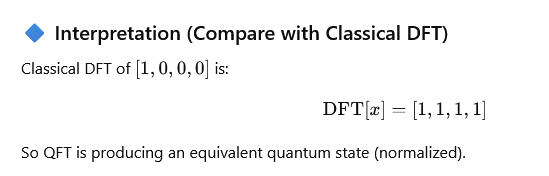 Interpretation (Compare with Classical DFT)
Classical DFT of [1, 0, 0, 0] is:
DFT[x] = [1, 1, 1, 1]
So QFT is producing an equivalent quantum state (normalized).